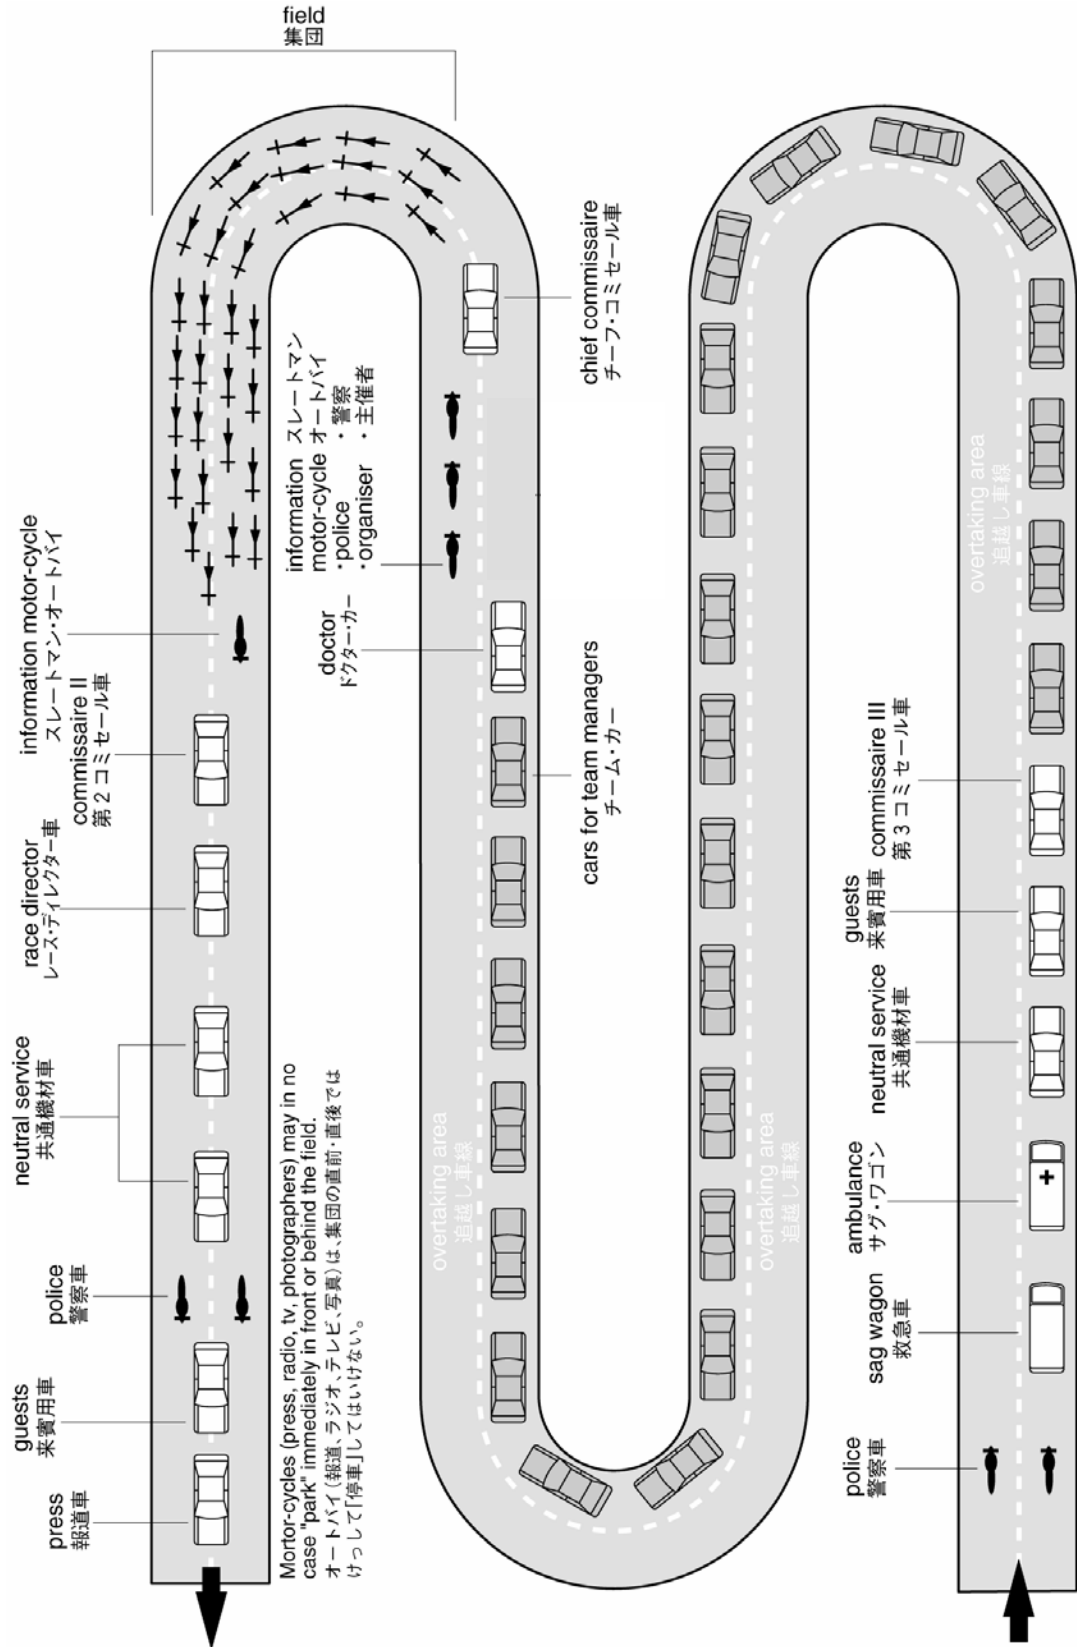 field
集団
information motor-cycle
スレートマン・オートバイ
commissaire II
第2コミセール車
race director
レース・ディレクター車
neutral service
共通機材車
police
警察車
guests
来賓用車
press
報道車
information スレートマン
motor-cycle オートバイ
・police ・警察
・organiser ・主催者
doctor
ドクター・カー
Mortor-cycles (press, radio, tv, photographers) may in no
case "park" immediately in front or behind the field.
オートバイ（報道、ラジオ、テレビ、写真）は、集団の直前・直後では
けっして「停車」してはいけない。
chief commissaire
チーフ・コミセール車
cars for team managers
チーム・カー
overtaking area
追越し車線
overtaking area
追越し車線
overtaking area
追越し車線
commissaire III
第3コミセール車
guests
来賓用車
neutral service
共通機材車
ambulance
サグ・ワゴン
sag wagon
救急車
police
警察車